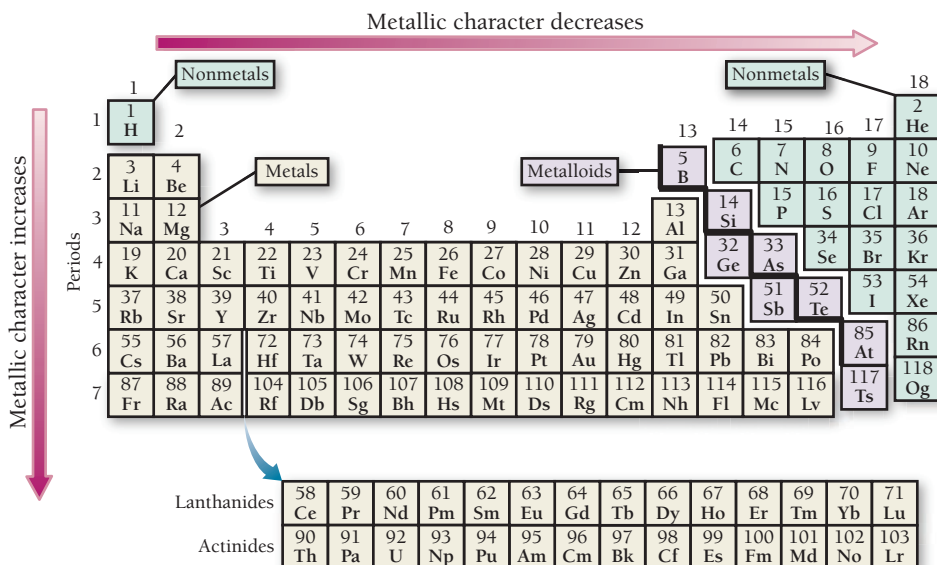 Metallic character decreases
Nonmetals
Nonmetals
1
18
1
1
H
2
He
2
13
14
15
16
17
Metals
Metalloids
2
3 4 5 6 7 8 9 10
Li Be B C N O F Ne
3
11 12 13 14 15 16 17 18
Na Mg Al Si P S Cl Ar
3 4 5 6 7 8 9 10 11 12
4
19 20 21 22 23 24 25 26 27 28 29 30 31 32 33 34 35 36
K Ca Sc Ti V Cr Mn Fe Co Ni Cu Zn Ga Ge As Se Br Kr
5
37 38 39 40 41 42 43 44 45 46 47 48 49 50 51 52 53 54
Rb Sr Y Zr Nb Mo Tc Ru Rh Pd Ag Cd In Sn Sb Te I Xe
6
55 56 57 72 73 74 75 76 77 78 79 80 81 82 83 84 85 86
Cs Ba La Hf Ta W Re Os Ir Pt Au Hg Tl Pb Bi Po At Rn
7
87 88 89 104 105 106 107 108 109 110 111 112 113 114 115 116 117 118
Fr Ra Ac Rf Db Sg Bh Hs Mt Ds Rg Cm Nh Fl Mc Lv Ts Og
Periods
Metallic character increases
Lanthanides
58 59 60 61 62 63 64 65 66 67 68 69 70 71
Ce Pr Nd Pm Sm Eu Gd Tb Dy Ho Er Tm Yb Lu
Actinides
90 91 92 93 94 95 96 97 98 99 100 101 102 103
Th Pa U Np Pu Am Cm Bk Cf Es Fm Md No Lr